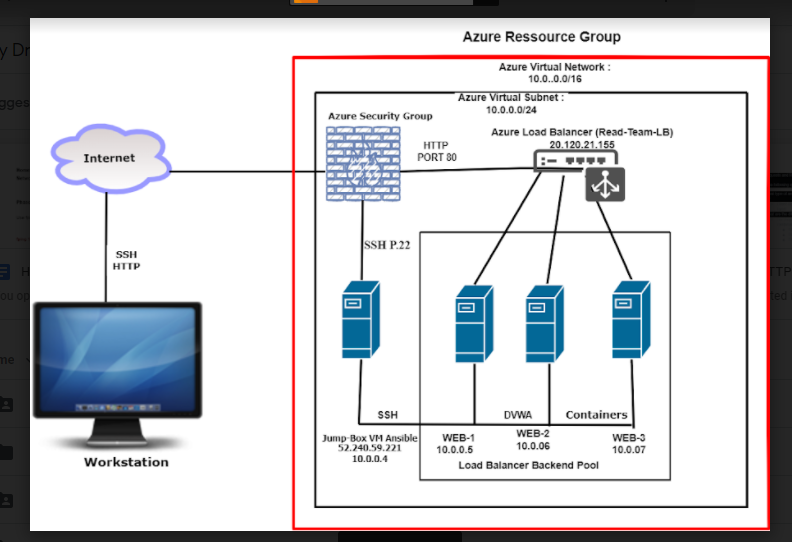 Azure Ressource Group
Azure Virtual Network :
10.0..0.0/16
Azure Virtual Subnet :
10.0.0.0/24
Azure Security Group
Azure Load Balancer (Read-Team-LB)
20.120.21.155
HTTP
PORT 80
Internet
SSH P.22
SSH
HTTP
SSH
DVWA
Containers
Jump-Box VM Ansible
52.240.59.221
10.0.0.4
WEB-1
10.0.0.5
WEB-2
10.0.06
WEB-3
10.0.07
Load Balancer Backend Pool
Workstation